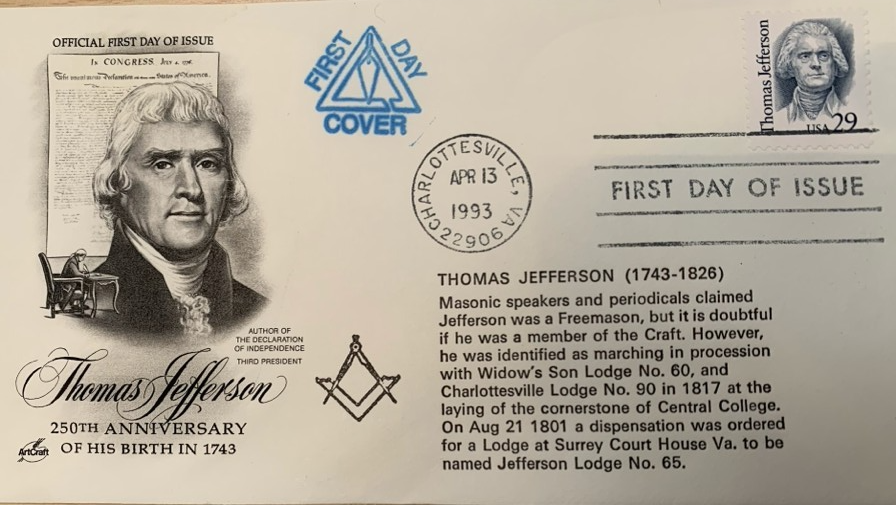 OFFICIAL FIRST DAY OF ISSUE
IN CONGRESS, JULY 4, 1776.
FIRST DAY
COVER
Thomas Jefferson
USA 29
CHARLOTTESVILLE, VA
APR 13
1993
22906
FIRST DAY OF ISSUE
AUTHOR OF
THE DECLARATION
OF INDEPENDENCE
THIRD PRESIDENT
Thomas Jefferson
250TH ANNIVERSARY
OF HIS BIRTH IN 1743
ArtCraft
THOMAS JEFFERSON (1743-1826)
Masonic speakers and periodicals claimed
Jefferson was a Freemason, but it is doubtful
if he was a member of the Craft. However,
he was identified as marching in procession
with Widow's Son Lodge No. 60, and
Charlottesville Lodge No. 90 in 1817 at the
laying of the cornerstone of Central College.
On Aug 21 1801 a dispensation was ordered
for a Lodge at Surrey Court House Va. to be
named Jefferson Lodge No. 65.